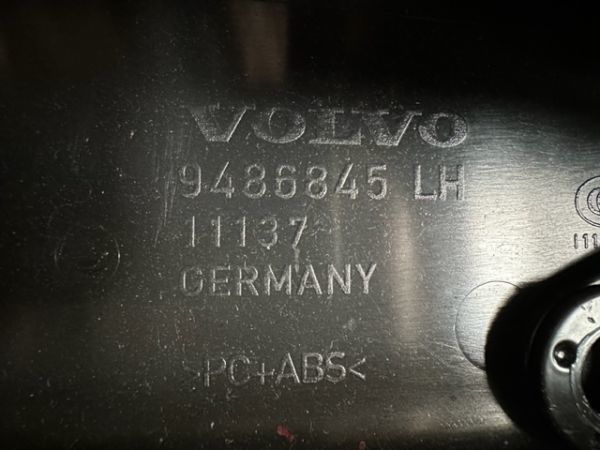 VOLVO
9486845 LH
11137
GERMANY
>PC+ABS<